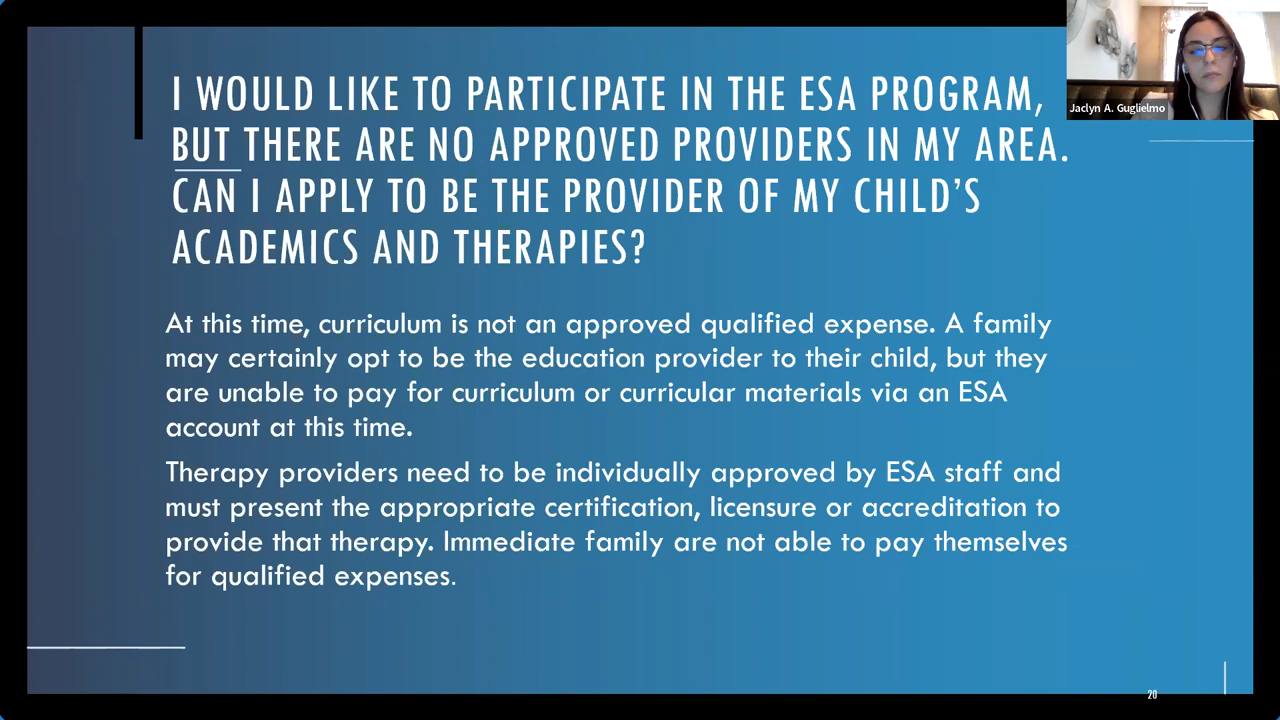 I WOULD LIKE TO PARTICIPATE IN THE ESA PROGRAM,
BUT THERE ARE NO APPROVED PROVIDERS IN MY AREA.
CAN I APPLY TO BE THE PROVIDER OF MY CHILD'S
ACADEMICS AND THERAPIES?
Jaclyn A. Guglielmo
At this time, curriculum is not an approved qualified expense. A family
may certainly opt to be the education provider to their child, but they
are unable to pay for curriculum or curricular materials via an ESA
account at this time.
Therapy providers need to be individually approved by ESA staff and
must present the appropriate certification, licensure or accreditation to
provide that therapy. Immediate family are not able to pay themselves
for qualified expenses.
20